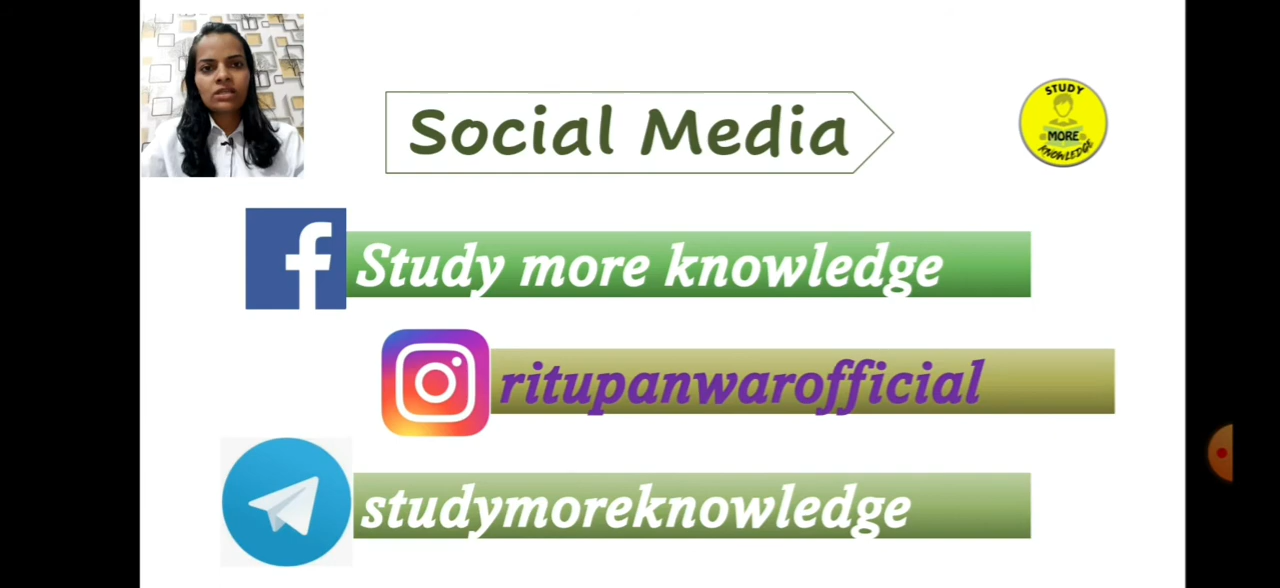 Social Media
STUDY
MORE
KNOWLEDGE
Study more knowledge
ritupanwarofficial
studymoreknowledge